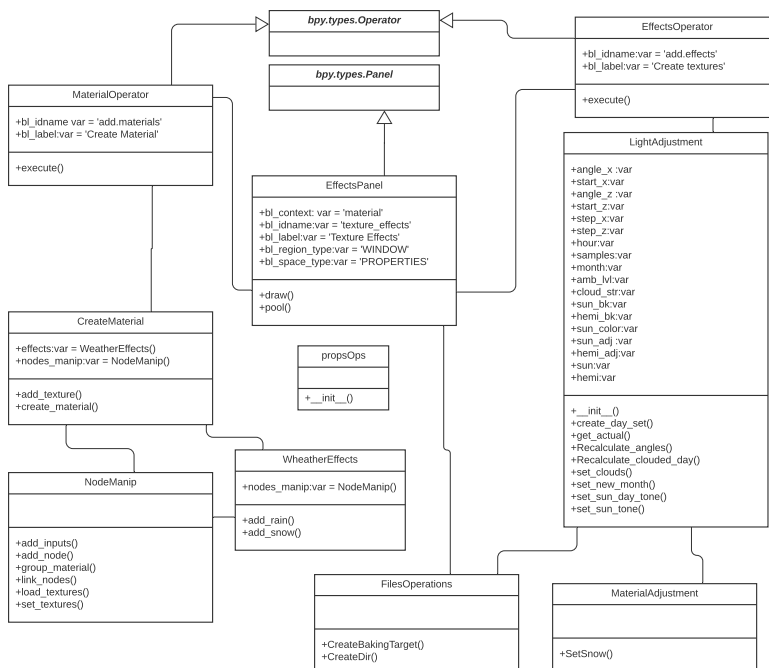 bpy.types.Operator
bpy.types.Panel
EffectsOperator
+bl_idname:var = 'add.effects'
+bl_label:var = 'Create textures'
+execute()
MaterialOperator
+bl_idname var = 'add.materials'
+bl_label:var = 'Create Material'
+execute()
EffectsPanel
+bl_context: var = 'material'
+bl_idname:var = 'texture_effects'
+bl_label:var = 'Texture Effects'
+bl_region_type:var = 'WINDOW'
+bl_space_type:var = 'PROPERTIES'
+draw()
+pool()
LightAdjustment
+angle_x :var
+start_x:var
+angle_z :var
+start_z:var
+step_x:var
+step_z:var
+hour:var
+samples:var
+month:var
+amb_lvl:var
+cloud_str:var
+sun_bk:var
+hemi_bk:var
+sun_color:var
+sun_adj :var
+hemi_adj:var
+sun:var
+hemi:var
+__init__()
+create_day_set()
+get_actual()
+Recalculate_angles()
+Recalculate_clouded_day()
+set_clouds()
+set_new_month()
+set_sun_day_tone()
+set_sun_tone()
CreateMaterial
+effects:var = WeatherEffects()
+nodes_manip:var = NodeManip()
+add_texture()
+create_material()
propsOps
+__init__()
WheatherEffects
+nodes_manip:var = NodeManip()
+add_rain()
+add_snow()
NodeManip
+add_inputs()
+add_node()
+group_material()
+link_nodes()
+load_textures()
+set_textures()
FilesOperations
+CreateBakingTarget()
+CreateDir()
MaterialAdjustment
+SetSnow()